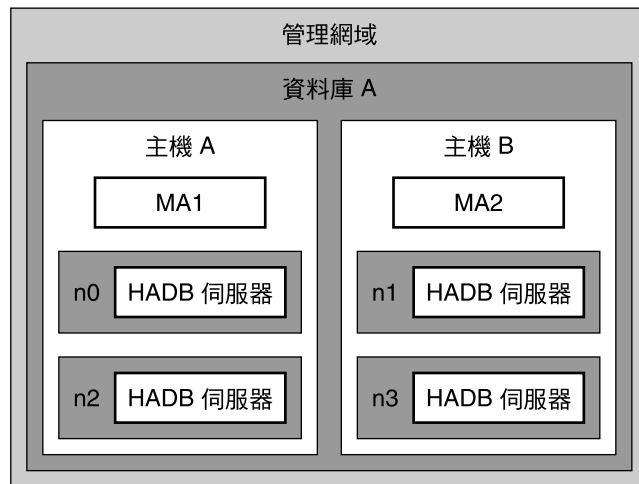 管理網域
資料庫 A
主機 A
MA1
n0 HADB 伺服器
n2 HADB 伺服器
主機 B
MA2
n1 HADB 伺服器
n3 HADB 伺服器